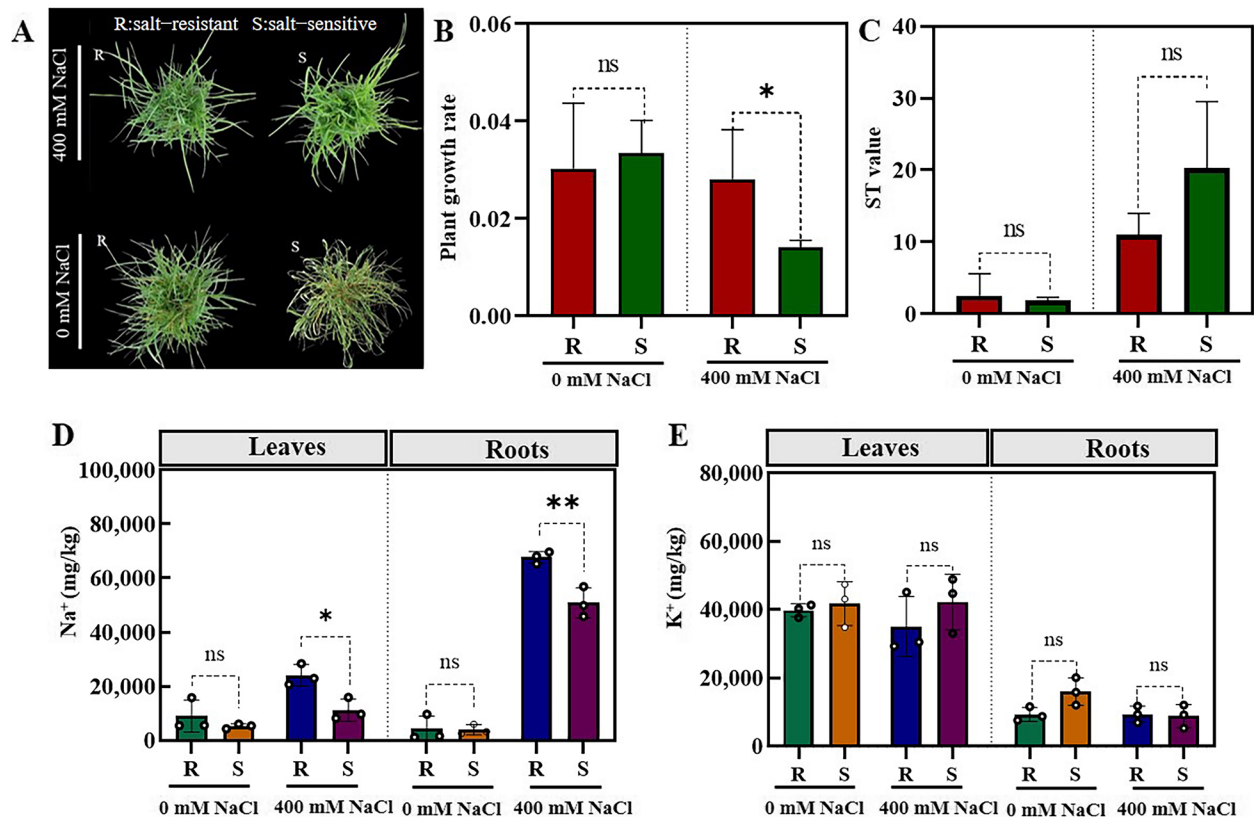 A
R:salt−resistant S:salt−sensitive
400 mM NaCl
R
S
0 mM NaCl
R
S
B
Plant growth rate
0.06
0.04
0.02
0.00
ns
*
R
S
R
S
0 mM NaCl
400 mM NaCl
C
ST value
40
30
20
10
0
ns
ns
R
S
R
S
0 mM NaCl
400 mM NaCl
D
Leaves
Roots
Na⁺ (mg/kg)
100,000
80,000
60,000
40,000
20,000
0
ns
*
ns
**
R
S
R
S
R
S
R
S
0 mM NaCl
400 mM NaCl
0 mM NaCl
400 mM NaCl
E
Leaves
Roots
K⁺ (mg/kg)
80,000
60,000
40,000
20,000
0
ns
ns
ns
ns
R
S
R
S
R
S
R
S
0 mM NaCl
400 mM NaCl
0 mM NaCl
400 mM NaCl